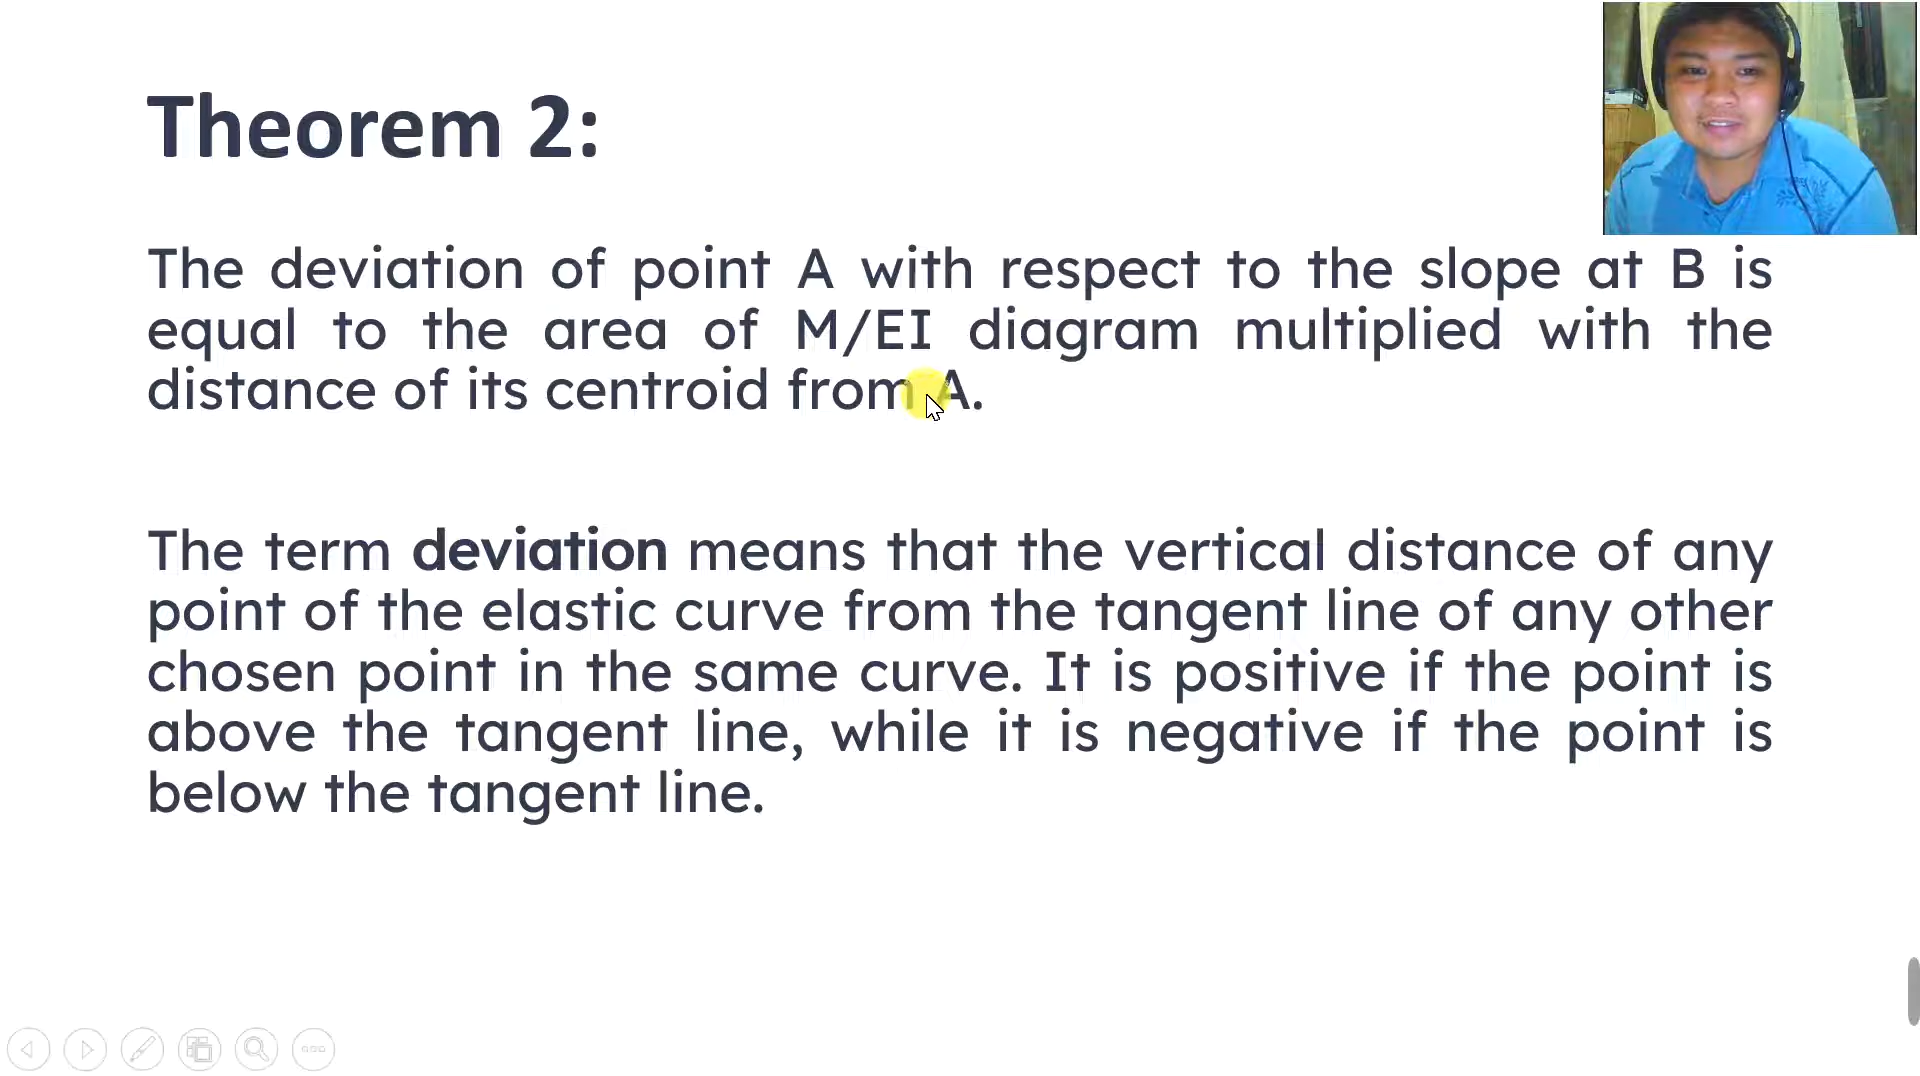 Theorem 2:
The deviation of point A with respect to the slope at B is
equal to the area of M/EI diagram multiplied with the
distance of its centroid from A.
The term deviation means that the vertical distance of any
point of the elastic curve from the tangent line of any other
chosen point in the same curve. It is positive if the point is
above the tangent line, while it is negative if the point is
below the tangent line.